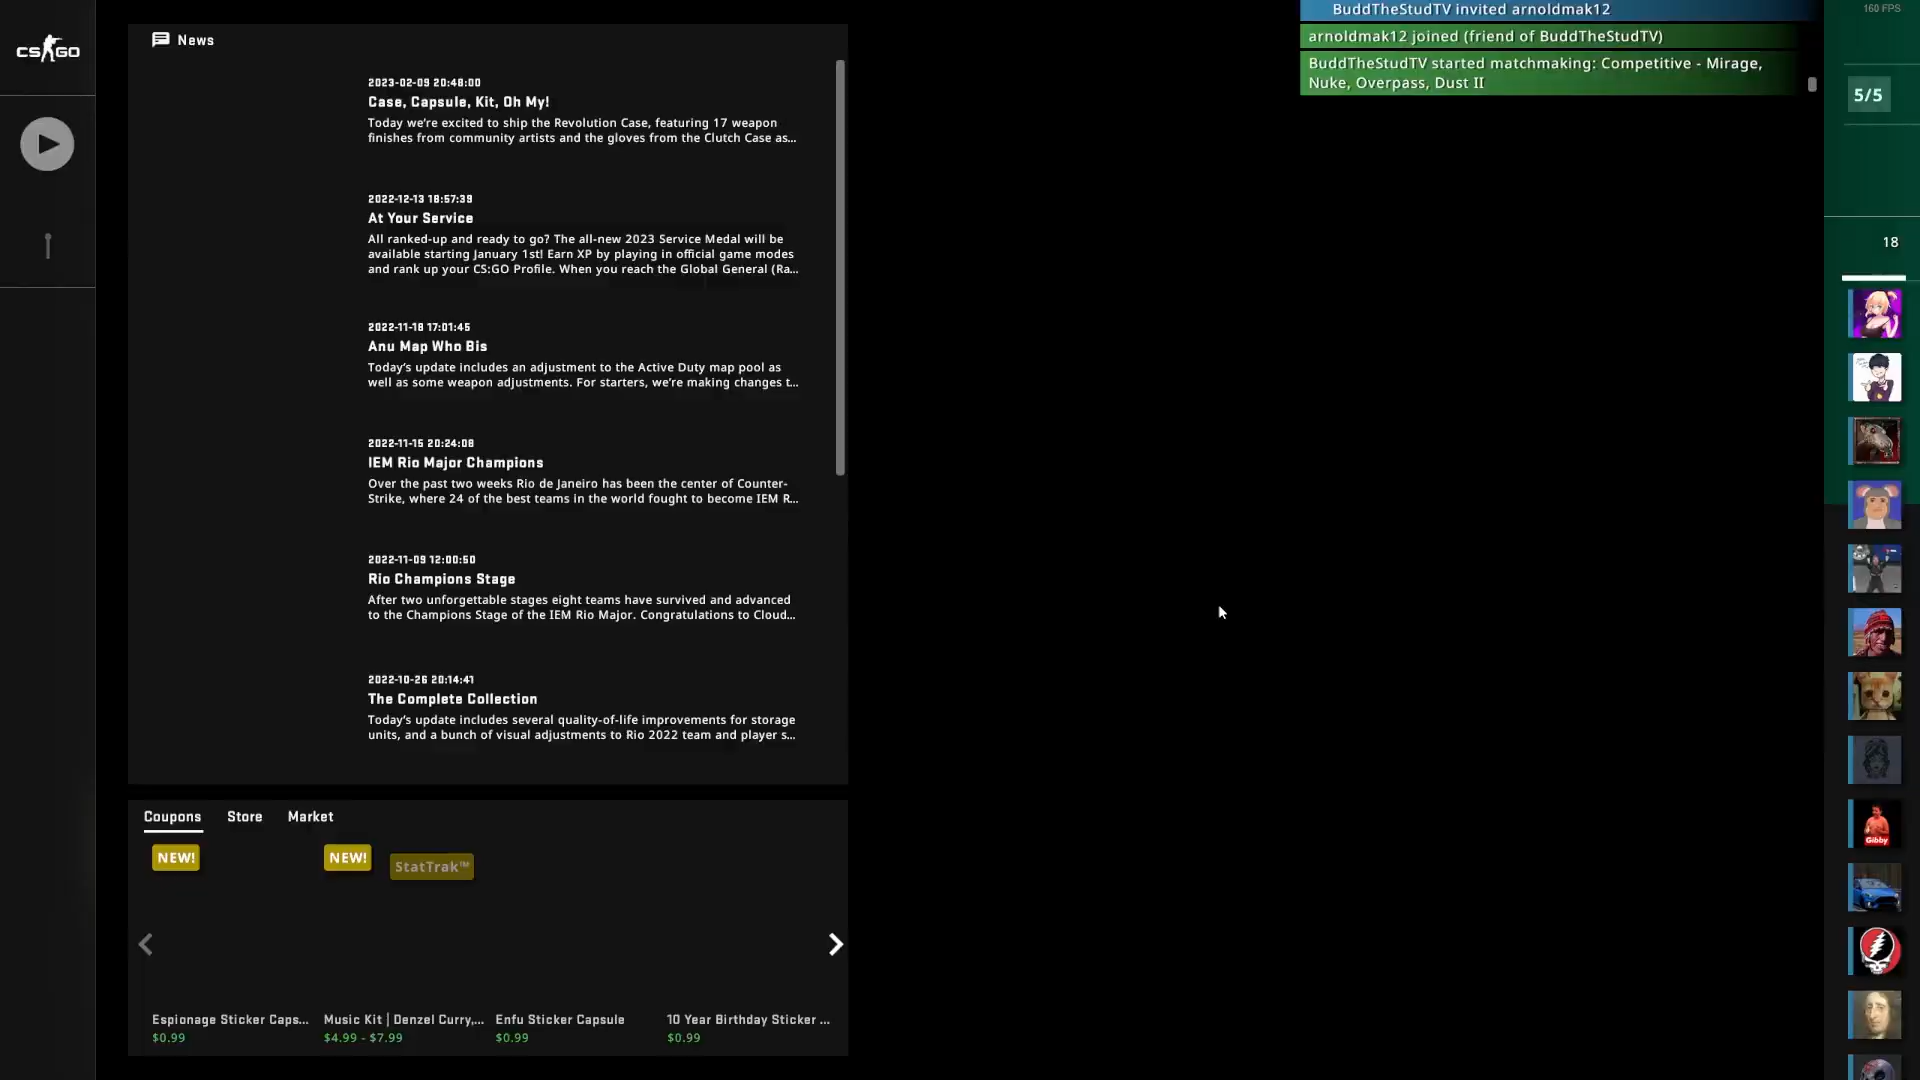 CS:GO
News
2023-02-09 20:48:00
Case, Capsule, Kit, Oh My!
Today we're excited to ship the Revolution Case, featuring 17 weapon
finishes from community artists and the gloves from the Clutch Case as...
2022-12-13 18:57:39
At Your Service
All ranked-up and ready to go? The all-new 2023 Service Medal will be
available starting January 1st! Earn XP by playing in official game modes
and rank up your CS:GO Profile. When you reach the Global General (Ra...
2022-11-18 17:01:45
Anu Map Who Bis
Today's update includes an adjustment to the Active Duty map pool as
well as some weapon adjustments. For starters, we're making changes t...
2022-11-15 20:24:08
IEM Rio Major Champions
Over the past two weeks Rio de Janeiro has been the center of Counter-
Strike, where 24 of the best teams in the world fought to become IEM R...
2022-11-09 12:00:50
Rio Champions Stage
After two unforgettable stages eight teams have survived and advanced
to the Champions Stage of the IEM Rio Major. Congratulations to Cloud...
2022-10-26 20:14:41
The Complete Collection
Today's update includes several quality-of-life improvements for storage
units, and a bunch of visual adjustments to Rio 2022 team and player s...
Coupons Store Market
NEW! NEW! StatTrak™
Espionage Sticker Caps... Music Kit | Denzel Curry,... Enfu Sticker Capsule 10 Year Birthday Sticker ...
$0.99 $4.99 - $7.99 $0.99 $0.99
BuddTheStudTV invited arnoldmak12
arnoldmak12 joined (friend of BuddTheStudTV)
BuddTheStudTV started matchmaking: Competitive - Mirage,
Nuke, Overpass, Dust II
160 FPS
5/5
18
Gibby